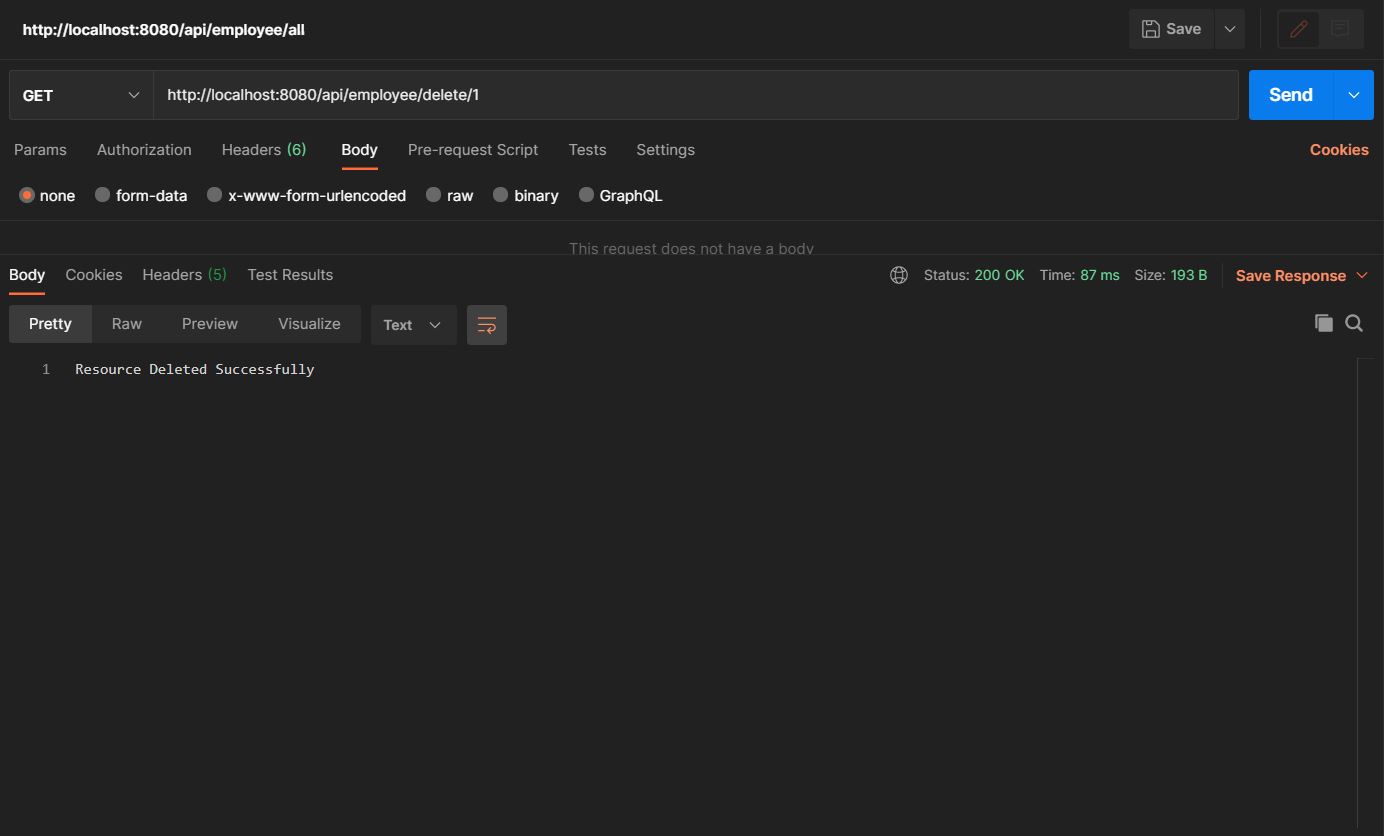 http://localhost:8080/api/employee/all Save
GET http://localhost:8080/api/employee/delete/1 Send
Params Authorization Headers (6) Body Pre-request Script Tests Settings Cookies
none form-data x-www-form-urlencoded raw binary GraphQL
This request does not have a body
Body Cookies Headers (5) Test Results Status: 200 OK Time: 87 ms Size: 193 B Save Response
Pretty Raw Preview Visualize Text
1 Resource Deleted Successfully